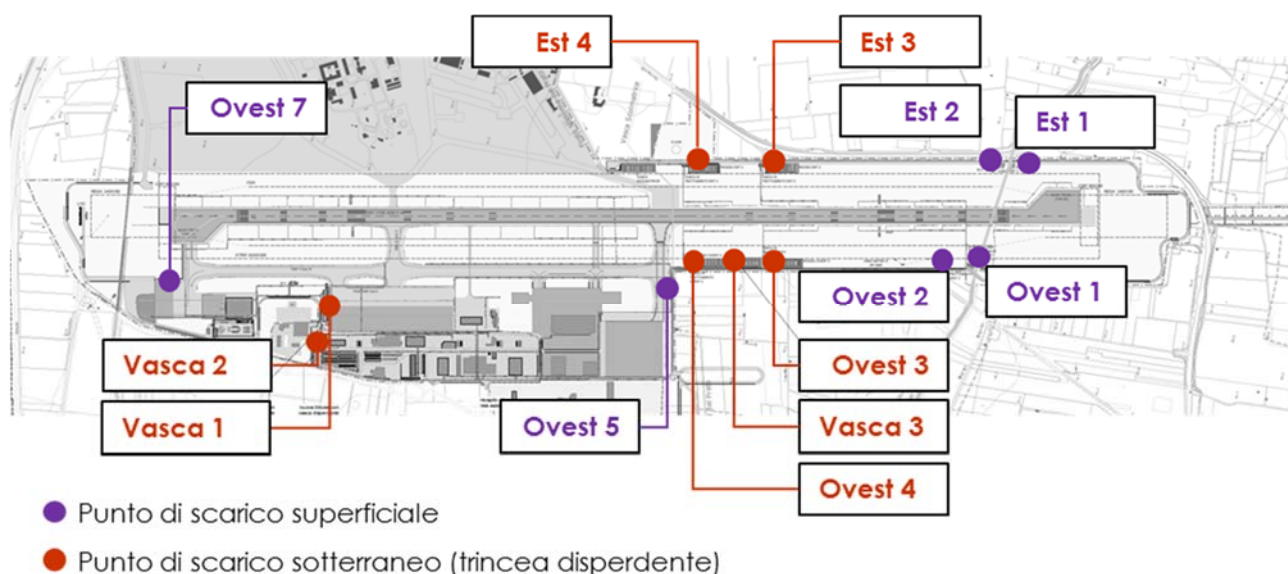 Est 4
Est 3
Ovest 7
Est 2
Est 1
Ovest 2
Ovest 1
Vasca 2
Ovest 3
Vasca 1
Ovest 5
Vasca 3
Ovest 4
Punto di scarico superficiale
Punto di scarico sotterraneo (trincea disperdente)